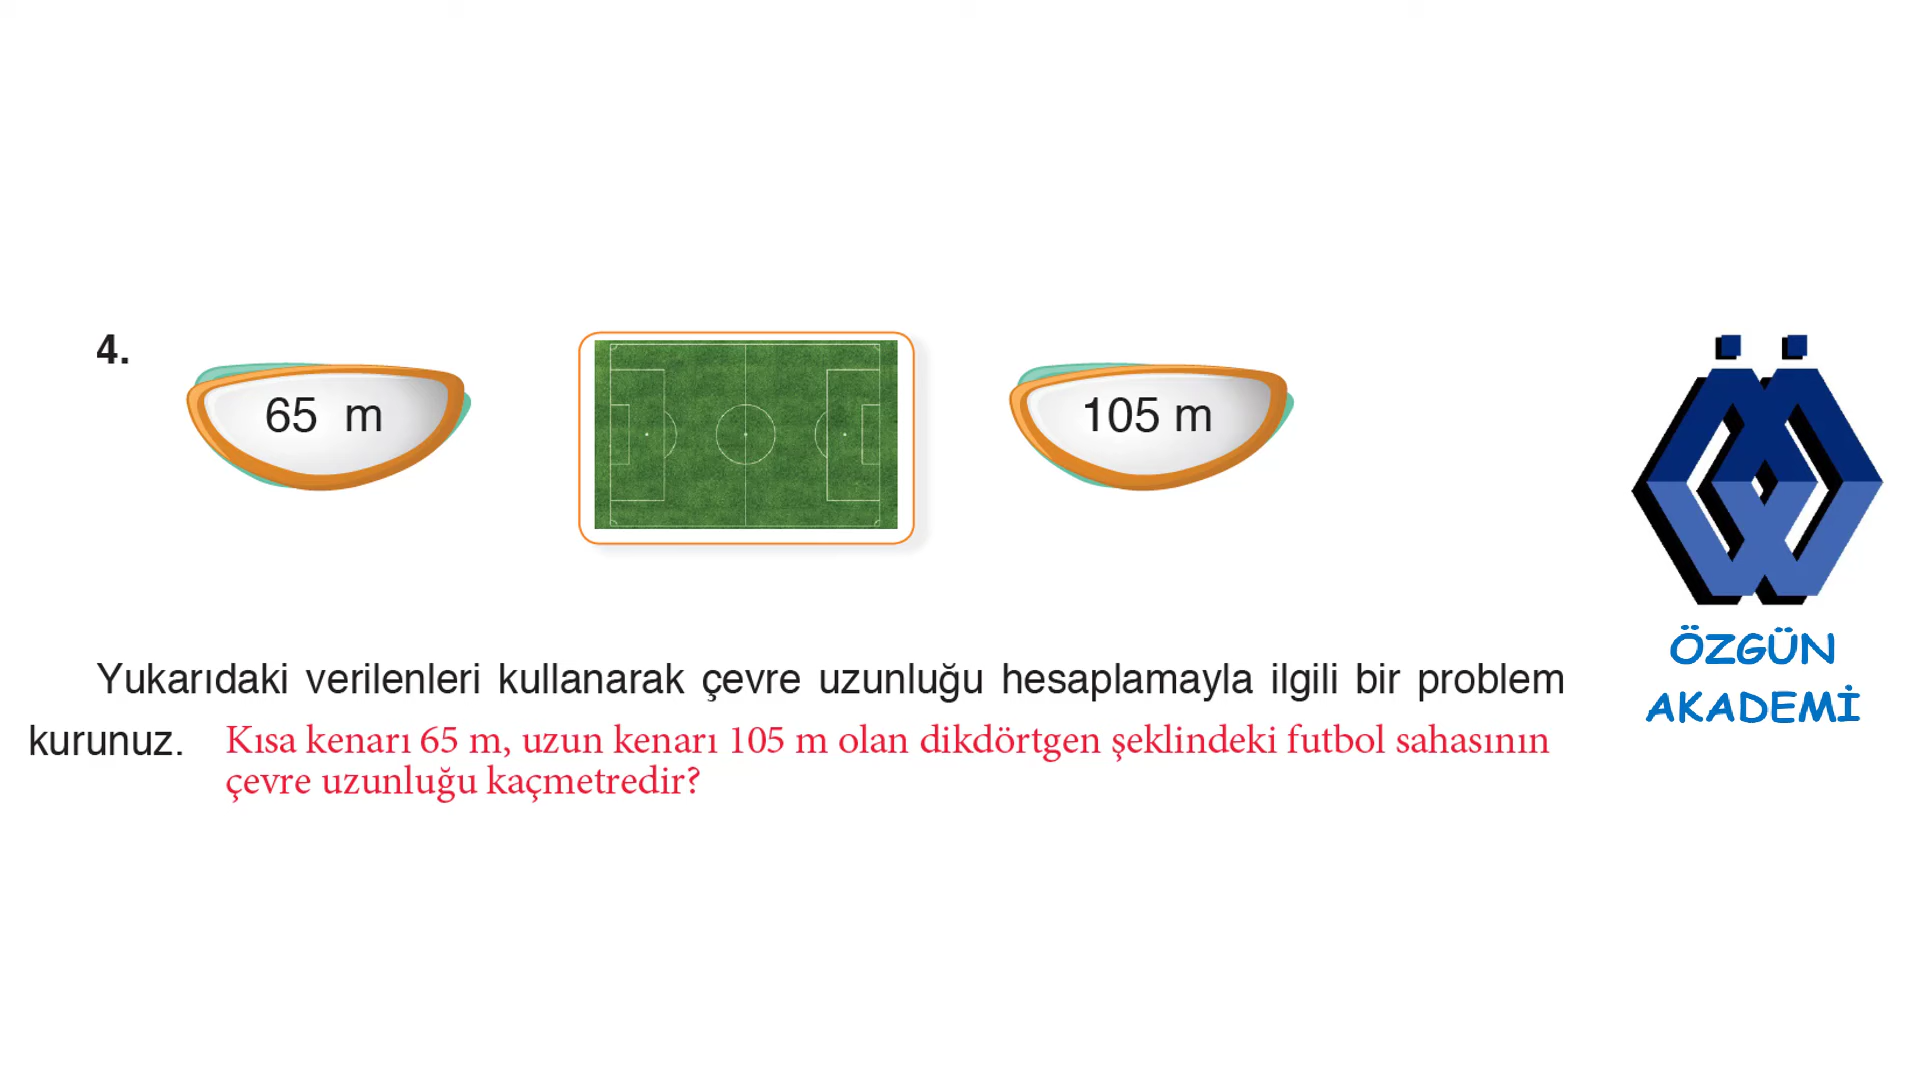 4.
65 m
105 m
Yukarıdaki verilenleri kullanarak çevre uzunluğu hesaplamayla ilgili bir problem
kurunuz. Kısa kenarı 65 m, uzun kenarı 105 m olan dikdörtgen şeklindeki futbol sahasının
çevre uzunluğu kaçmetredir?
ÖZGÜN
AKADEMİ